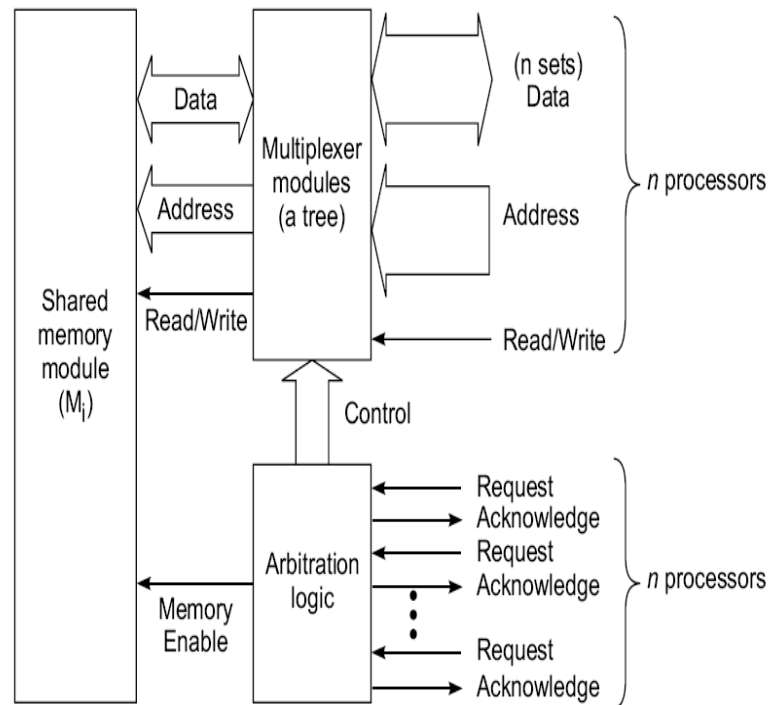 Data
(n sets)
Data
Multiplexer
modules
(a tree)
n processors
Address
Address
Shared
memory
module
(Mi)
Read/Write
Read/Write
Control
Request
Acknowledge
Request
Arbitration
logic
Acknowledge
n processors
Memory
Enable
Request
Acknowledge